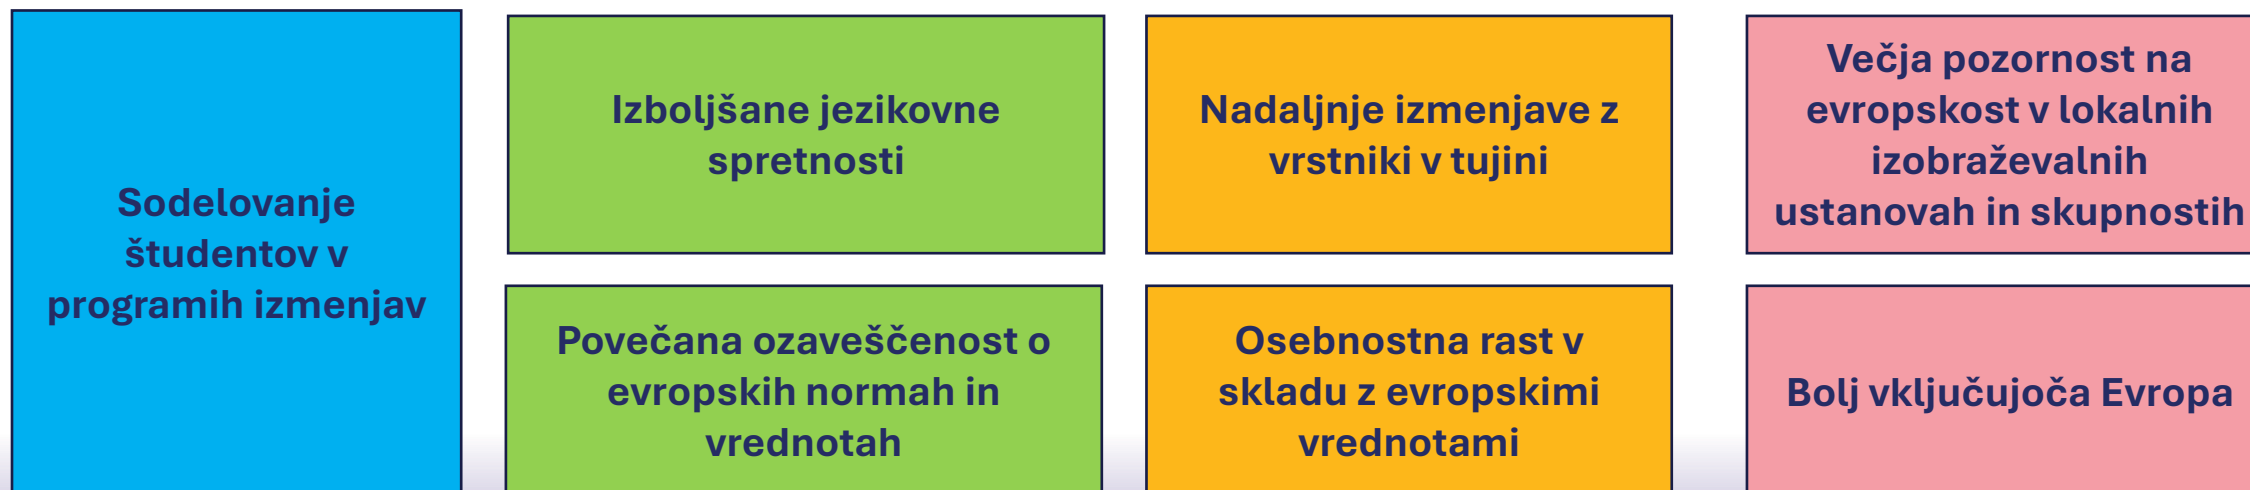 Sodelovanje
študentov v
programih izmenjav
Izboljšane jezikovne
spretnosti
Povečana ozaveščenost o
evropskih normah in
vrednotah
Nadaljnje izmenjave z
vrstniki v tujini
Osebnostna rast v
skladu z evropskimi
vrednotami
Večja pozornost na
evropskost v lokalnih
izobraževalnih
ustanovah in skupnostih
Bolj vključujoča Evropa